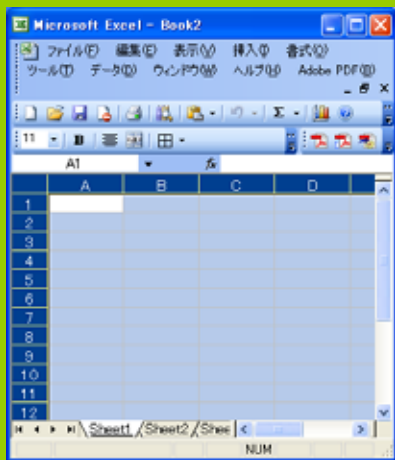 Microsoft Excel - Book2
ファイル(F) 編集(E) 表示(V) 挿入(I) 書式(O)
ツール(T) データ(D) ウィンドウ(W) ヘルプ(H) Adobe PDF(B)
11 B
A1 fx
A B C D
1
2
3
4
5
6
7
8
9
10
11
12
Sheet1 Sheet2 Shee
NUM